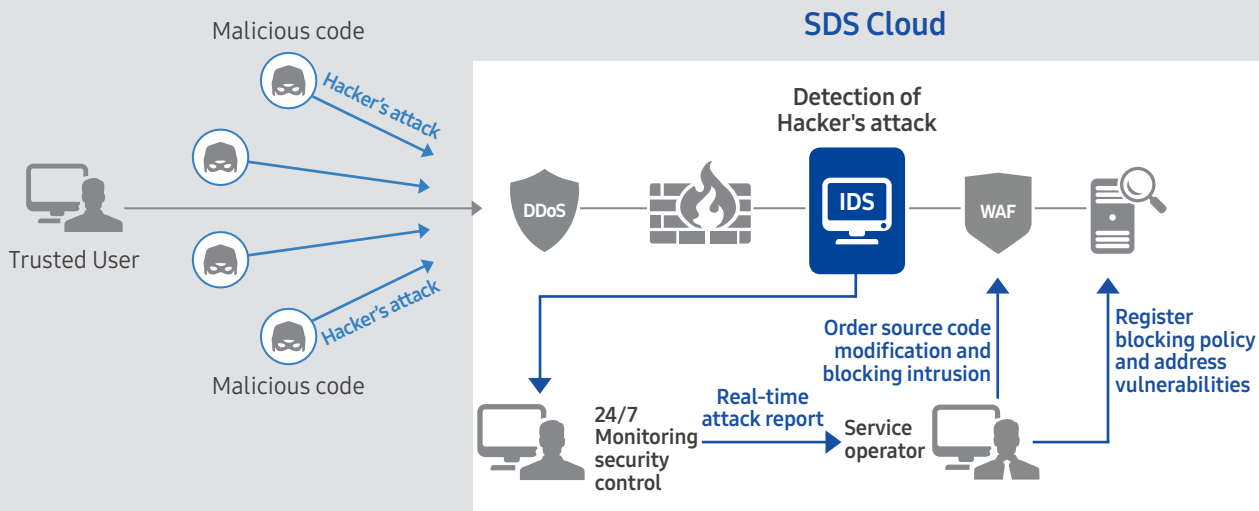 Malicious code
SDS Cloud
Hacker's attack
Detection of
Hacker's attack
DDoS
IDS
WAF
Trusted User
Hacker's attack
Malicious code
Order source code
modification and
blocking intrusion
Register
blocking policy
and address
vulnerabilities
24/7
Monitoring
security
control
Real-time
attack report
Service
operator